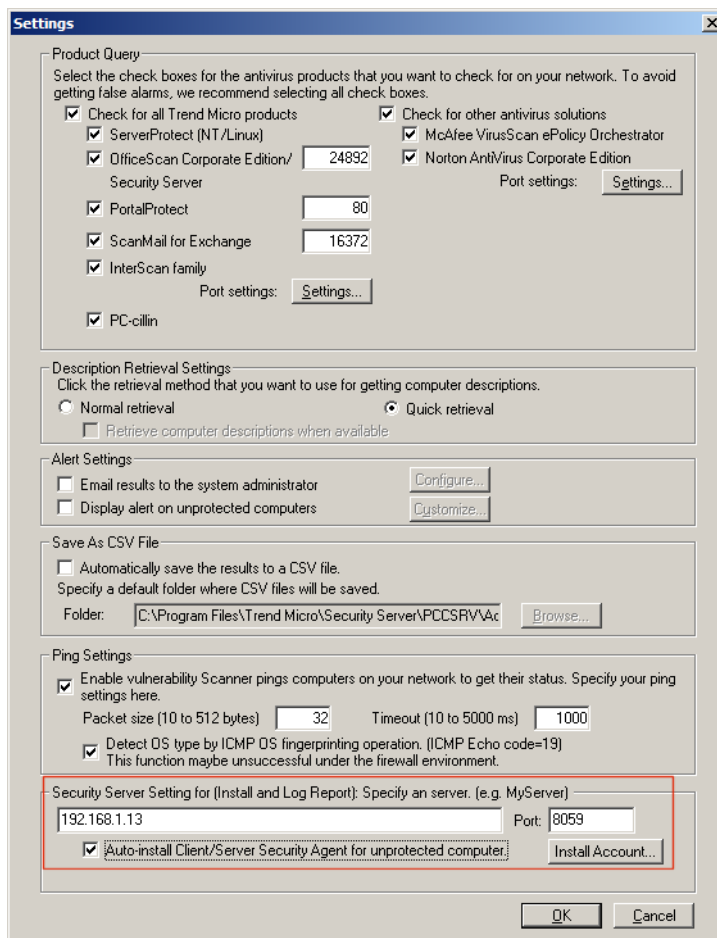 Settings
Product Query
Select the check boxes for the antivirus products that you want to check for on your network. To avoid
getting false alarms, we recommend selecting all check boxes.
Check for all Trend Micro products
ServerProtect (NT/Linux)
OfficeScan Corporate Edition/ 24892
Security Server
PortalProtect 80
ScanMail for Exchange 16372
InterScan family
Port settings: Settings...
PC-cillin
Check for other antivirus solutions
McAfee VirusScan ePolicy Orchestrator
Norton AntiVirus Corporate Edition
Port settings: Settings...
Description Retrieval Settings
Click the retrieval method that you want to use for getting computer descriptions.
Normal retrieval Quick retrieval
Retrieve computer descriptions when available
Alert Settings
Email results to the system administrator Configure...
Display alert on unprotected computers Customize...
Save As CSV File
Automatically save the results to a CSV file.
Specify a default folder where CSV files will be saved.
Folder: C:\Program Files\Trend Micro\Security Server\PCCSRV\Ac Browse...
Ping Settings
Enable vulnerability Scanner pings computers on your network to get their status. Specify your ping
settings here.
Packet size (10 to 512 bytes) 32 Timeout (10 to 5000 ms) 1000
Detect OS type by ICMP OS fingerprinting operation. (ICMP Echo code=19)
This function maybe unsuccessful under the firewall environment.
Security Server Setting for (Install and Log Report): Specify an server. (e.g. MyServer)
192.168.1.13 Port: 8059
Auto-install Client/Server Security Agent for unprotected computer. Install Account...
OK Cancel